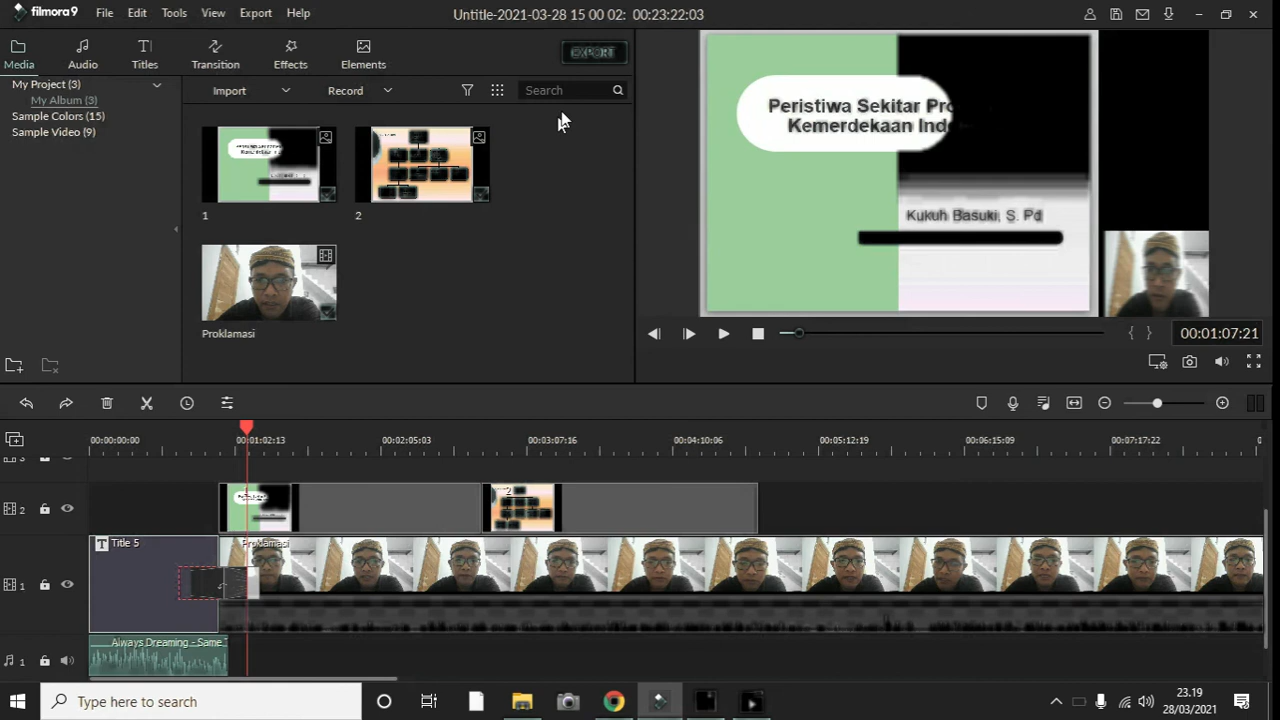 filmora 9 File Edit Tools View Export Help Untitle-2021-03-28 15 00 02: 00:23:22:03
Media Audio Titles Transition Effects Elements EXPORT
My Project (3)
My Album (3)
Sample Colors (15)
Sample Video (9)
Import Record Search
1 2
Proklamasi
Peristiwa Sekitar Pro
Kemerdekaan Indo
Kukuh Basuki, S. Pd
{ } 00:01:07:21
00:00:00:00 00:01:02:13 00:02:05:03 00:03:07:16 00:04:10:06 00:05:12:19 00:06:15:09 00:07:17:22 0
2 2
T Title 5 Proklamasi
1
Always Dreaming - Same
1
Type here to search
23.19
28/03/2021